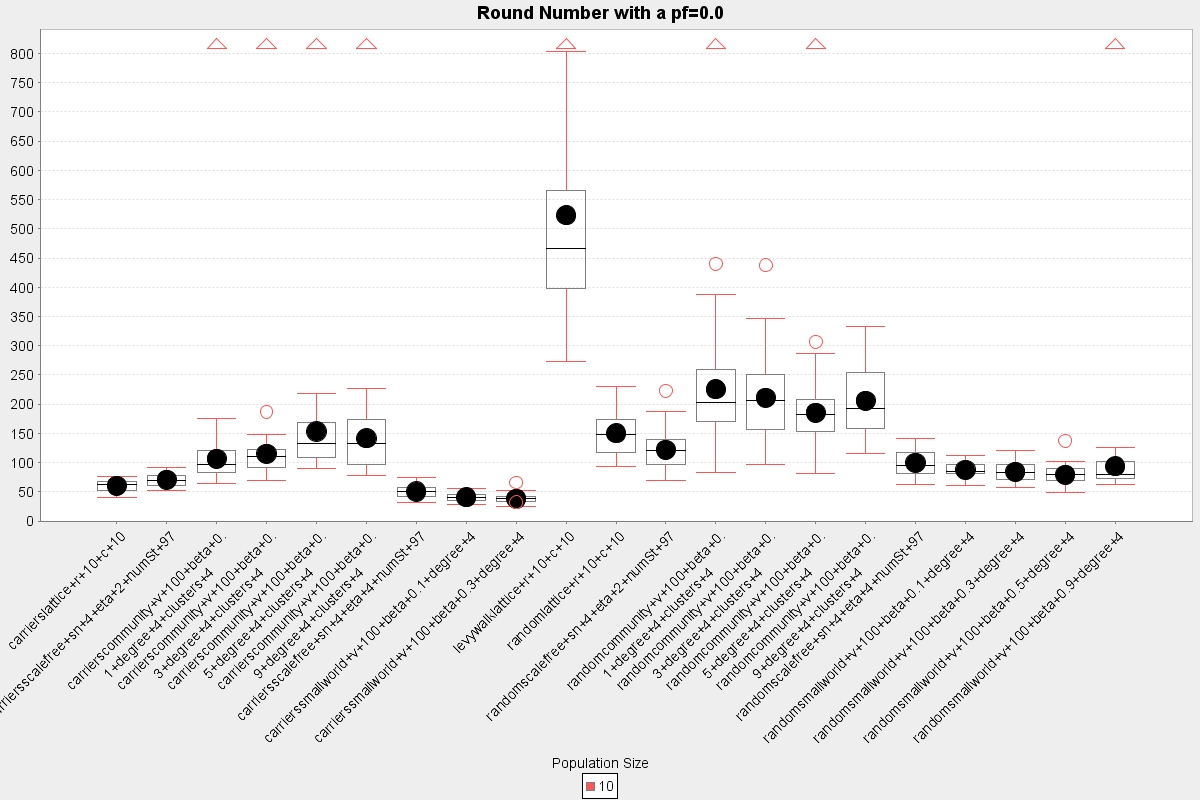 Round Number with a pf=0.0
800
750
700
650
600
550
500
450
400
350
300
250
200
150
100
50
0
carrierslattice+r+10+c+10
rriersscalefree+sn+4+eta+2+numSt+97
carrierscommunity+v+100+beta+0.
1+degree+4+clusters+4
carrierscommunity+v+100+beta+0.
3+degree+4+clusters+4
carrierscommunity+v+100+beta+0.
5+degree+4+clusters+4
carrierscommunity+v+100+beta+0.
9+degree+4+clusters+4
carriersscalefree+sn+4+eta+4+numSt+97
carrierssmallworld+v+100+beta+0.1+degree+4
carrierssmallworld+v+100+beta+0.3+degree+4
levywalklattice+r+10+c+10
randomlattice+r+10+c+10
randomscalefree+sn+4+eta+2+numSt+97
randomcommunity+v+100+beta+0.
1+degree+4+clusters+4
randomcommunity+v+100+beta+0.
3+degree+4+clusters+4
randomcommunity+v+100+beta+0.
5+degree+4+clusters+4
randomcommunity+v+100+beta+0.
9+degree+4+clusters+4
randomscalefree+sn+4+eta+4+numSt+97
randomsmallworld+v+100+beta+0.1+degree+4
randomsmallworld+v+100+beta+0.3+degree+4
randomsmallworld+v+100+beta+0.5+degree+4
randomsmallworld+v+100+beta+0.9+degree+4
Population Size
10